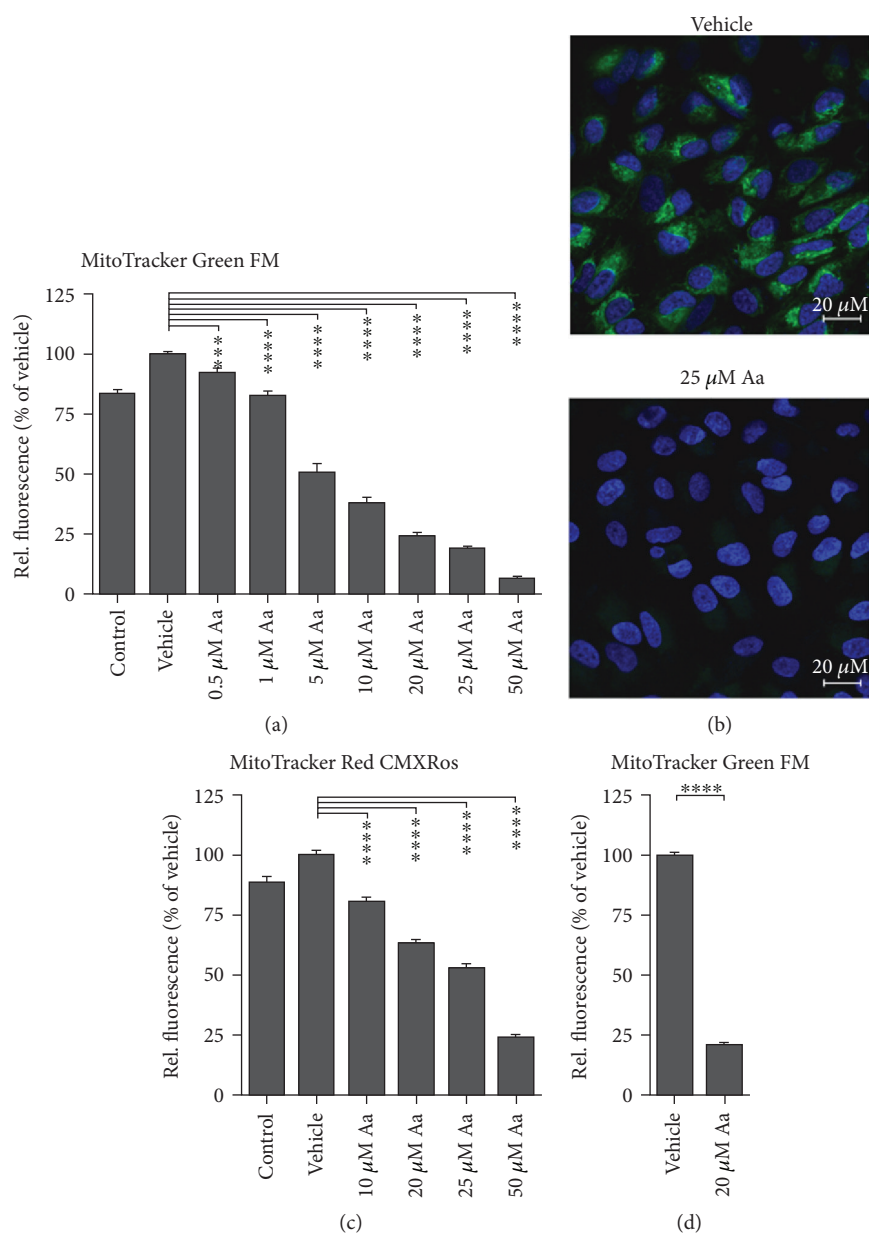 Vehicle
20 µM
25 µM Aa
20 µM
(b)
MitoTracker Green FM
Rel. fluorescence (% of vehicle)
125
100
75
50
25
0
***
****
****
****
****
****
****
Control
Vehicle
0.5 µM Aa
1 µM Aa
5 µM Aa
10 µM Aa
20 µM Aa
25 µM Aa
50 µM Aa
(a)
MitoTracker Red CMXRos
Rel. fluorescence (% of vehicle)
125
100
75
50
25
0
****
****
****
****
Control
Vehicle
10 µM Aa
20 µM Aa
25 µM Aa
50 µM Aa
(c)
MitoTracker Green FM
Rel. fluorescence (% of vehicle)
125
100
75
50
25
0
****
Vehicle
20 µM Aa
(d)